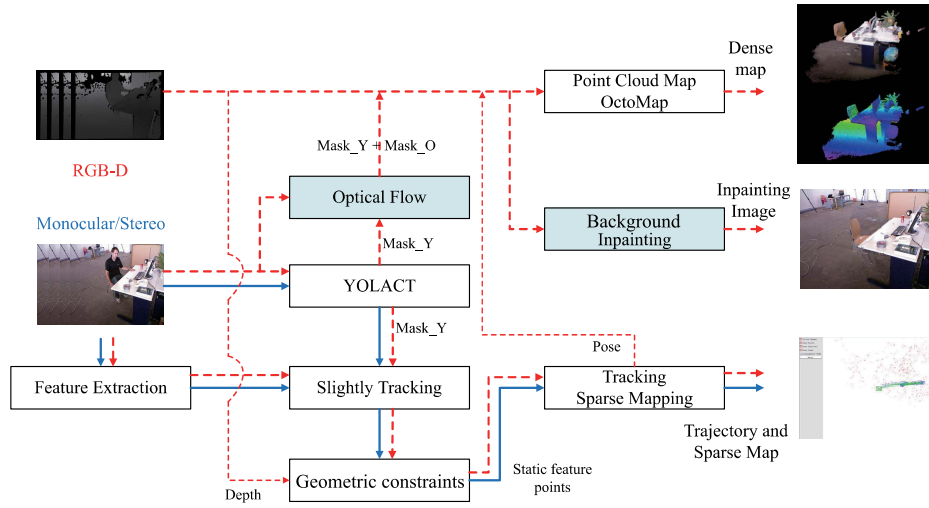 Dense
map
Point Cloud Map
OctoMap
RGB-D
Mask_Y + Mask_O
Optical Flow
Inpainting
Image
Monocular/Stereo
Background
Inpainting
Mask_Y
YOLACT
Mask_Y
Pose
Feature Extraction
Slightly Tracking
Tracking
Sparse Mapping
Trajectory and
Sparse Map
Geometric constraints
Static feature
points
Depth